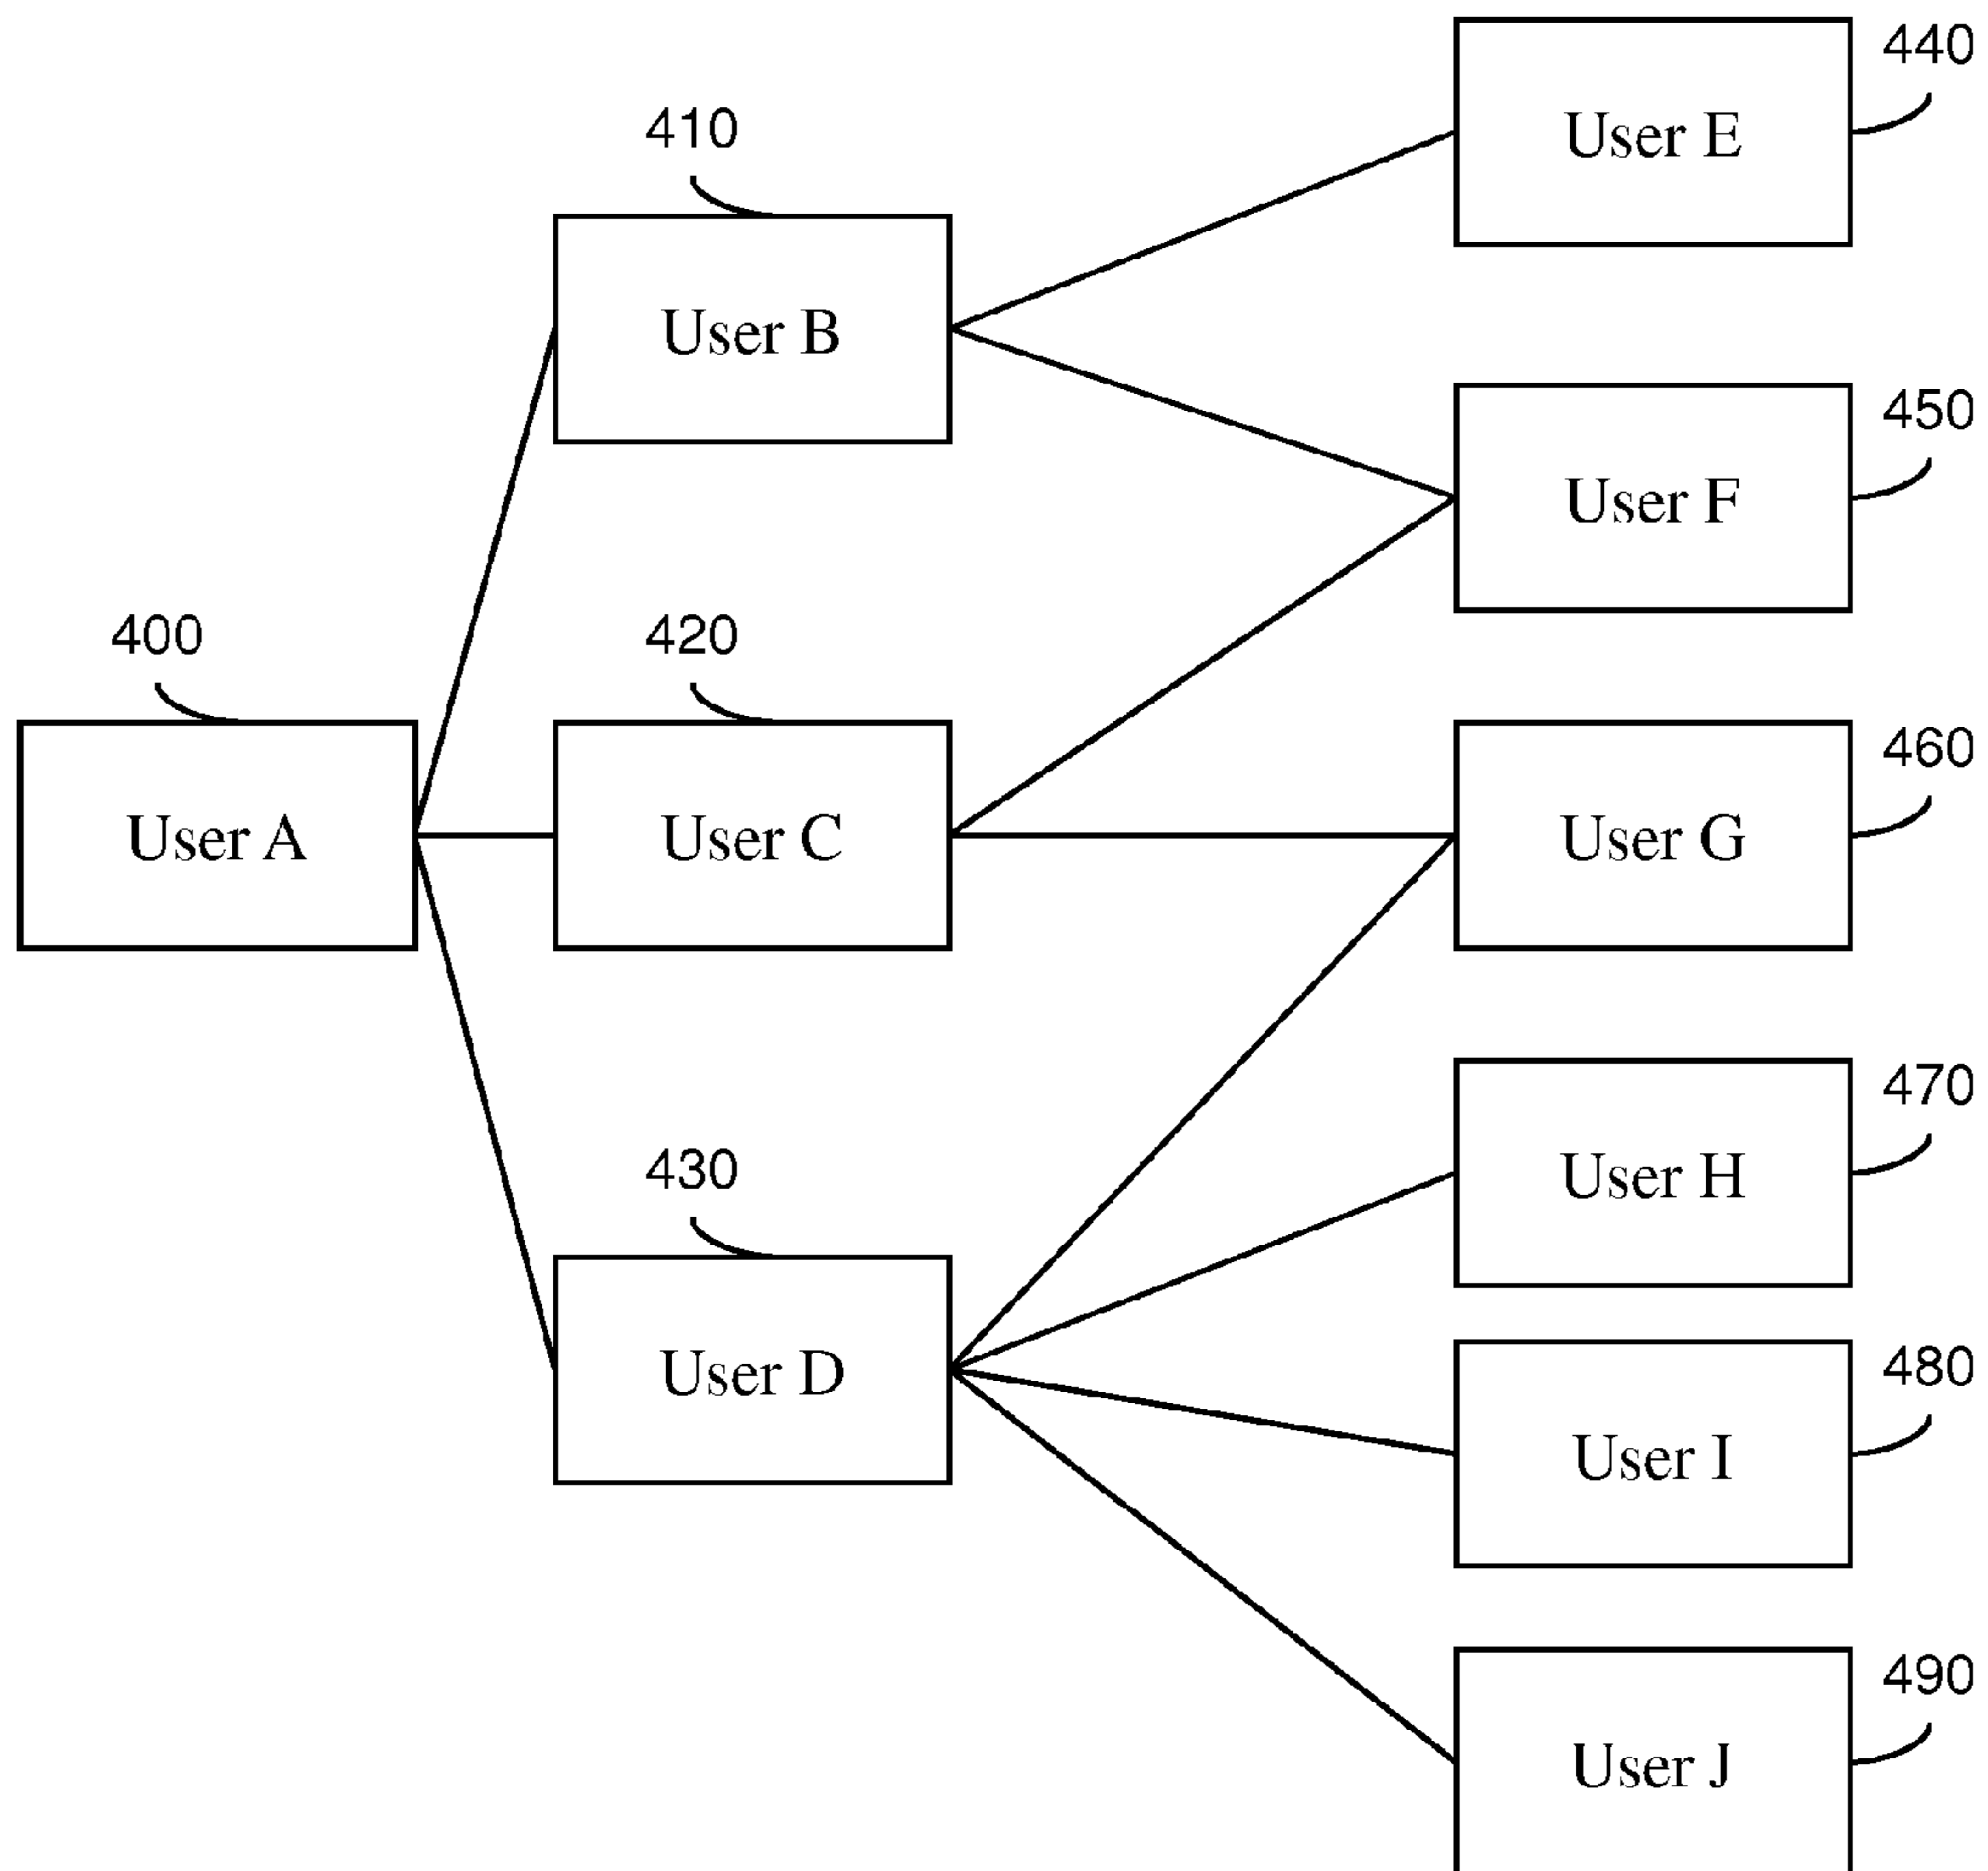 440
User E
410
User B
450
User F
400
User A
420
User C
460
User G
470
User H
430
User D
480
User I
490
User J